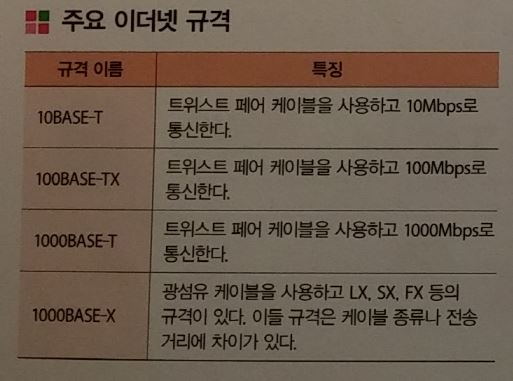 주요 이더넷 규격
규격 이름
특징
10BASE-T
트위스트 페어 케이블을 사용하고 10Mbps로
통신한다.
100BASE-TX
트위스트 페어 케이블을 사용하고 100Mbps로
통신한다.
1000BASE-T
트위스트 페어 케이블을 사용하고 1000Mbps로
통신한다.
1000BASE-X
광섬유 케이블을 사용하고 LX, SX, FX 등의
규격이 있다. 이들 규격은 케이블 종류나 전송
거리에 차이가 있다.